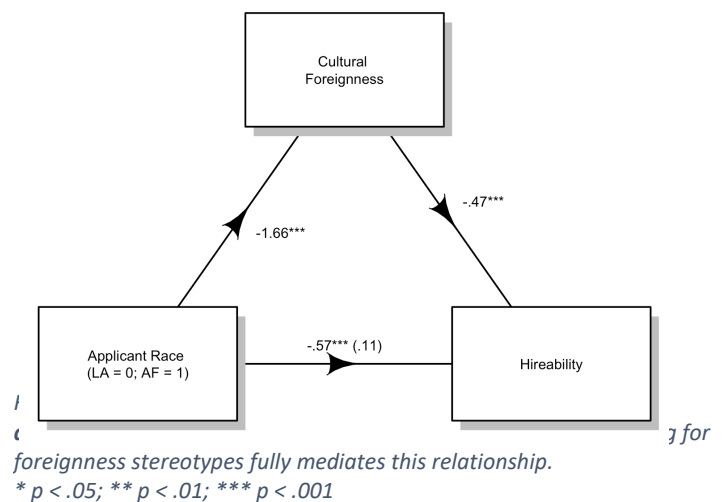 Cultural
Foreignness
-.47***
-1.66***
-.57*** (.11)
Applicant Race
(LA = 0; AF = 1)
Hireability
for
foreignness stereotypes fully mediates this relationship.
* p < .05; ** p < .01; *** p < .001